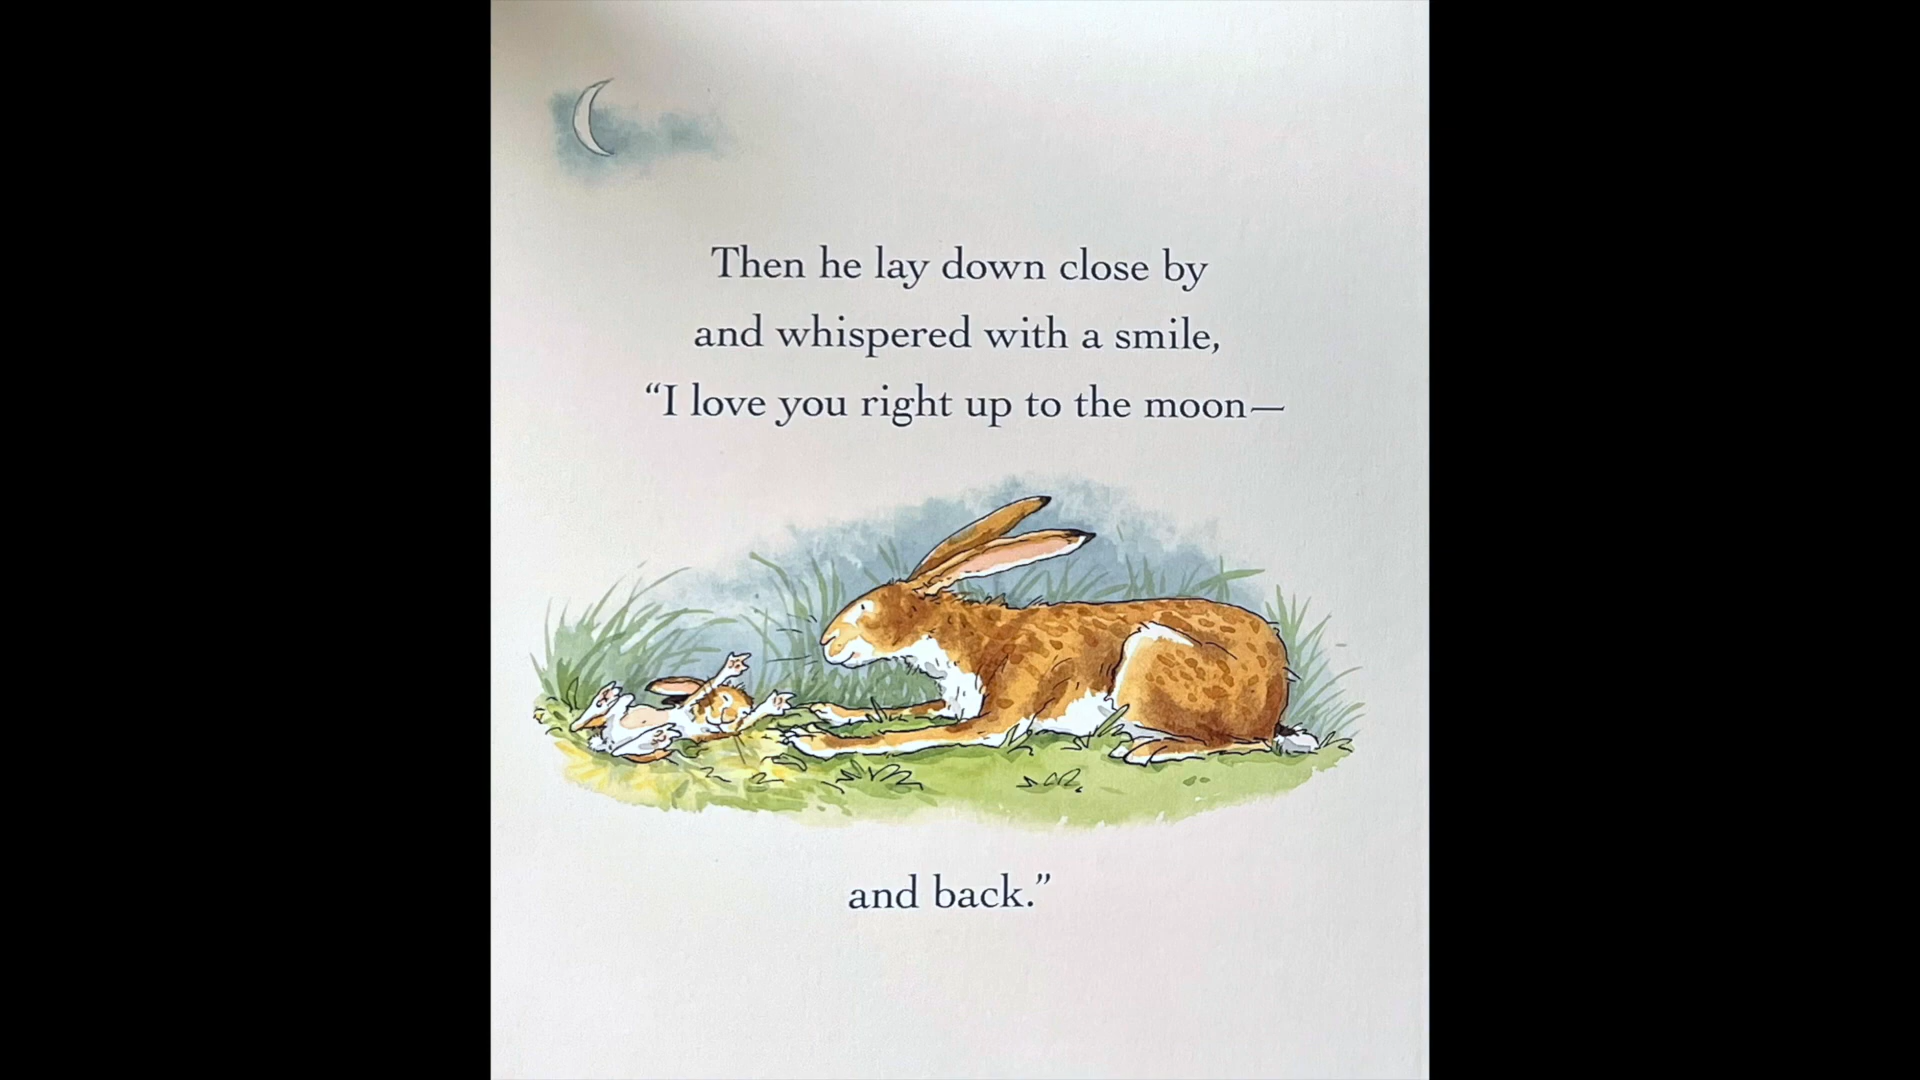 Then he lay down close by
and whispered with a smile,
“I love you right up to the moon—
and back.”